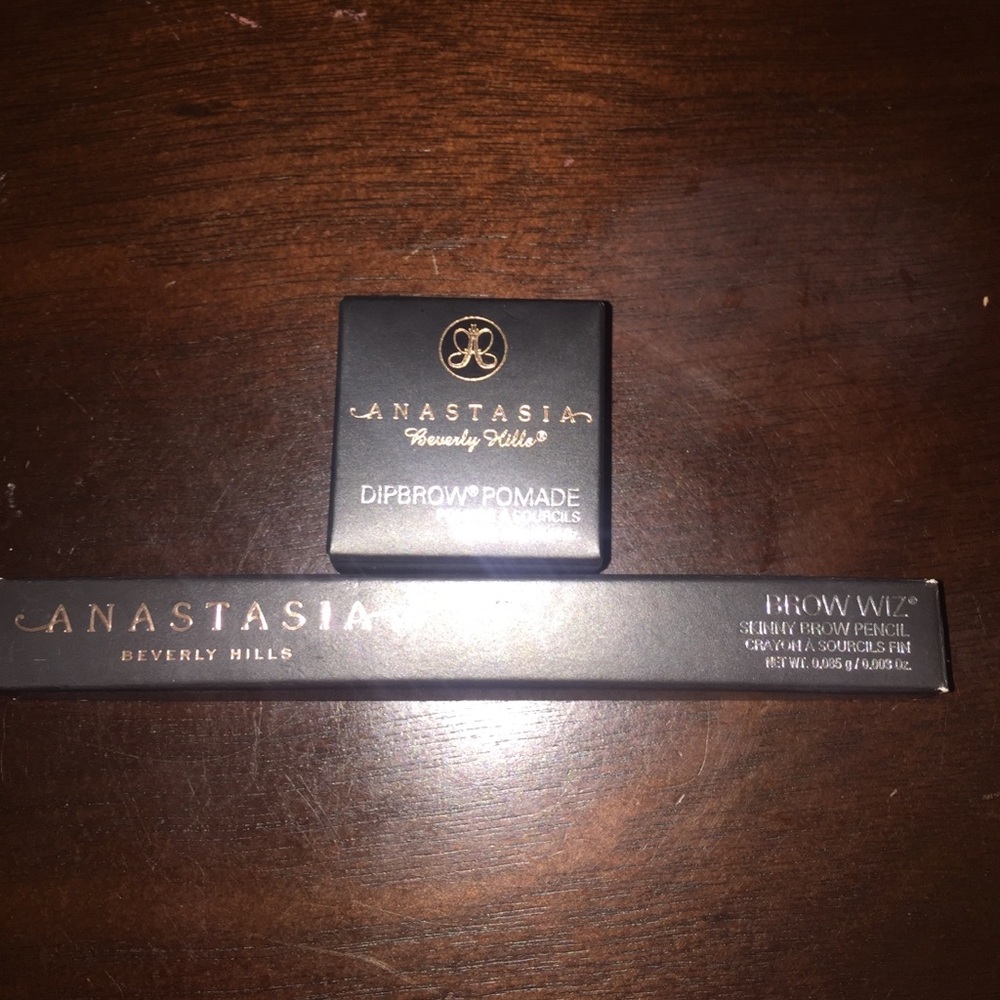 ANASTASIA
Beverly Hills®
DIPBROW® POMADE
À SOURCILS
ANASTASIA
BEVERLY HILLS
BROW WIZ®
SKINNY BROW PENCIL
CRAYON À SOURCILS FIN
NET WT. 0.085 g / 0.003 Oz.